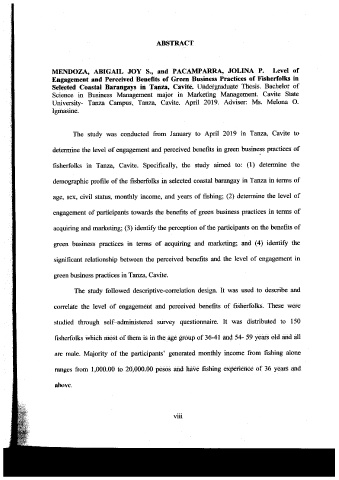 ABSTRACT
MENDOZA, ABIGAIL JOY S., and PACAMPARRA, JOLINA P. Level of
Engagement and Perceived Benefits of Green Business Practices of Fisherfolks in
Selected Coastal Barangays in Tanza, Cavite. Undergraduate Thesis. Bachelor of
Science in Business Management major in Marketing Management. Cavite State
University- Tanza Campus, Tanza, Cavite. April 2019. Adviser: Ms. Melona O.
Igmasine.
The study was conducted from January to April 2019 in Tanza, Cavite to
determine the level of engagement and perceived benefits in green business practices of
fisherfolks in Tanza, Cavite. Specifically, the study aimed to: (1) determine the
demographic profile of the fisherfolks in selected coastal barangay in Tanza in terms of
age, sex, civil status, monthly income, and years of fishing; (2) determine the level of
engagement of participants towards the benefits of green business practices in terms of
acquiring and marketing; (3) identify the perception of the participants on the benefits of
green business practices in terms of acquiring and marketing; and (4) identify the
significant relationship between the perceived benefits and the level of engagement in
green business practices in Tanza, Cavite.
The study followed descriptive-correlation design. It was used to describe and
correlate the level of engagement and perceived benefits of fisherfolks. These were
studied through self-administered survey questionnaire. It was distributed to 150
fisherfolks which most of them is in the age group of 36-41 and 54- 59 years old and all
are male. Majority of the participants' generated monthly income from fishing alone
ranges from 1,000.00 to 20,000.00 pesos and have fishing experience of 36 years and
above.
viii